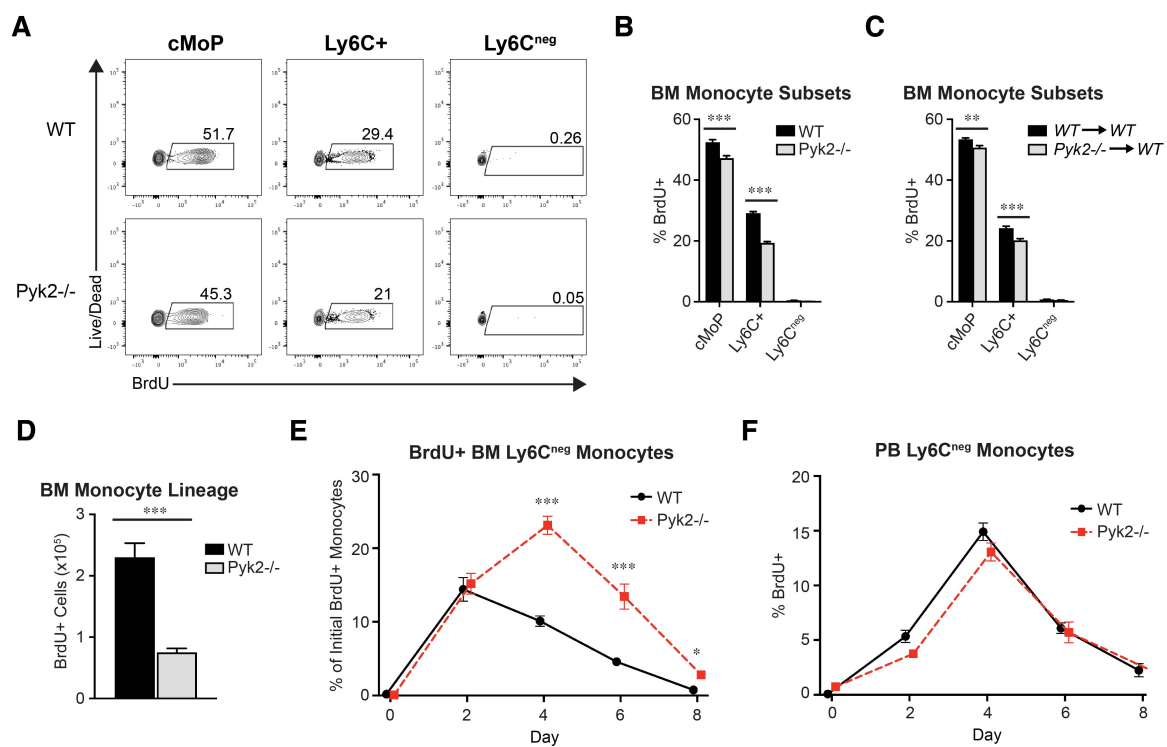 A
cMoP
Ly6C+
Ly6Cneg
WT
51.7
29.4
0.26
Pyk2-/-
45.3
21
0.05
Live/Dead
BrdU
B
BM Monocyte Subsets
% BrdU+
60
40
20
0
***
***
WT
Pyk2-/-
cMoP
Ly6C+
Ly6Cneg
C
BM Monocyte Subsets
% BrdU+
60
40
20
0
**
***
WT → WT
Pyk2-/- → WT
cMoP
Ly6C+
Ly6Cneg
D
BM Monocyte Lineage
BrdU+ Cells (x10⁵)
3
2
1
0
***
WT
Pyk2-/-
E
BrdU+ BM Ly6Cneg Monocytes
% of Initial BrdU+ Monocytes
30
20
10
0
***
***
*
WT
Pyk2-/-
0 2 4 6 8
Day
F
PB Ly6Cneg Monocytes
% BrdU+
20
15
10
5
0
WT
Pyk2-/-
0 2 4 6 8
Day